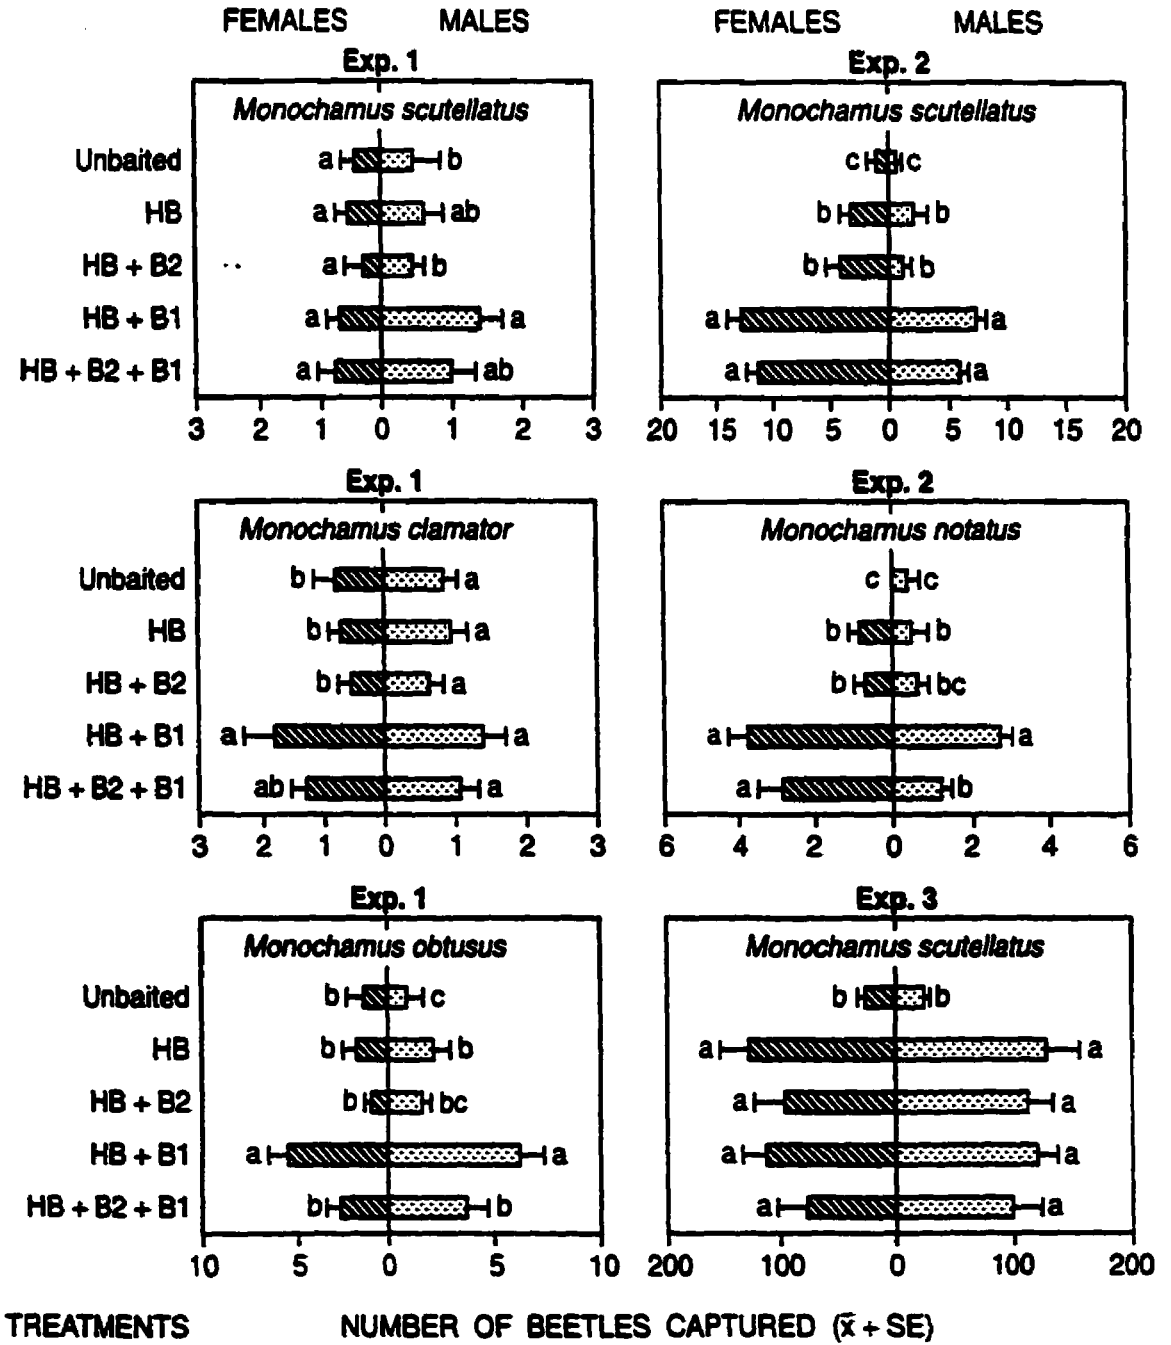 FEMALES MALES FEMALES MALES
Exp. 1
Monochamus scutellatus
Unbaited a b
HB a ab
HB + B2 a b
HB + B1 a a
HB + B2 + B1 a ab
3 2 1 0 1 2 3
Exp. 2
Monochamus scutellatus
c c
b b
b b
a a
a a
20 15 10 5 0 5 10 15 20
Exp. 1
Monochamus clamator
Unbaited b a
HB b a
HB + B2 b a
HB + B1 a a
HB + B2 + B1 ab a
3 2 1 0 1 2 3
Exp. 2
Monochamus notatus
c c
b b
b bc
a a
a b
6 4 2 0 2 4 6
Exp. 1
Monochamus obtusus
Unbaited b c
HB b b
HB + B2 b bc
HB + B1 a a
HB + B2 + B1 b b
10 5 0 5 10
Exp. 3
Monochamus scutellatus
b b
a a
a a
a a
a a
200 100 0 100 200
TREATMENTS NUMBER OF BEETLES CAPTURED (x̄ + SE)